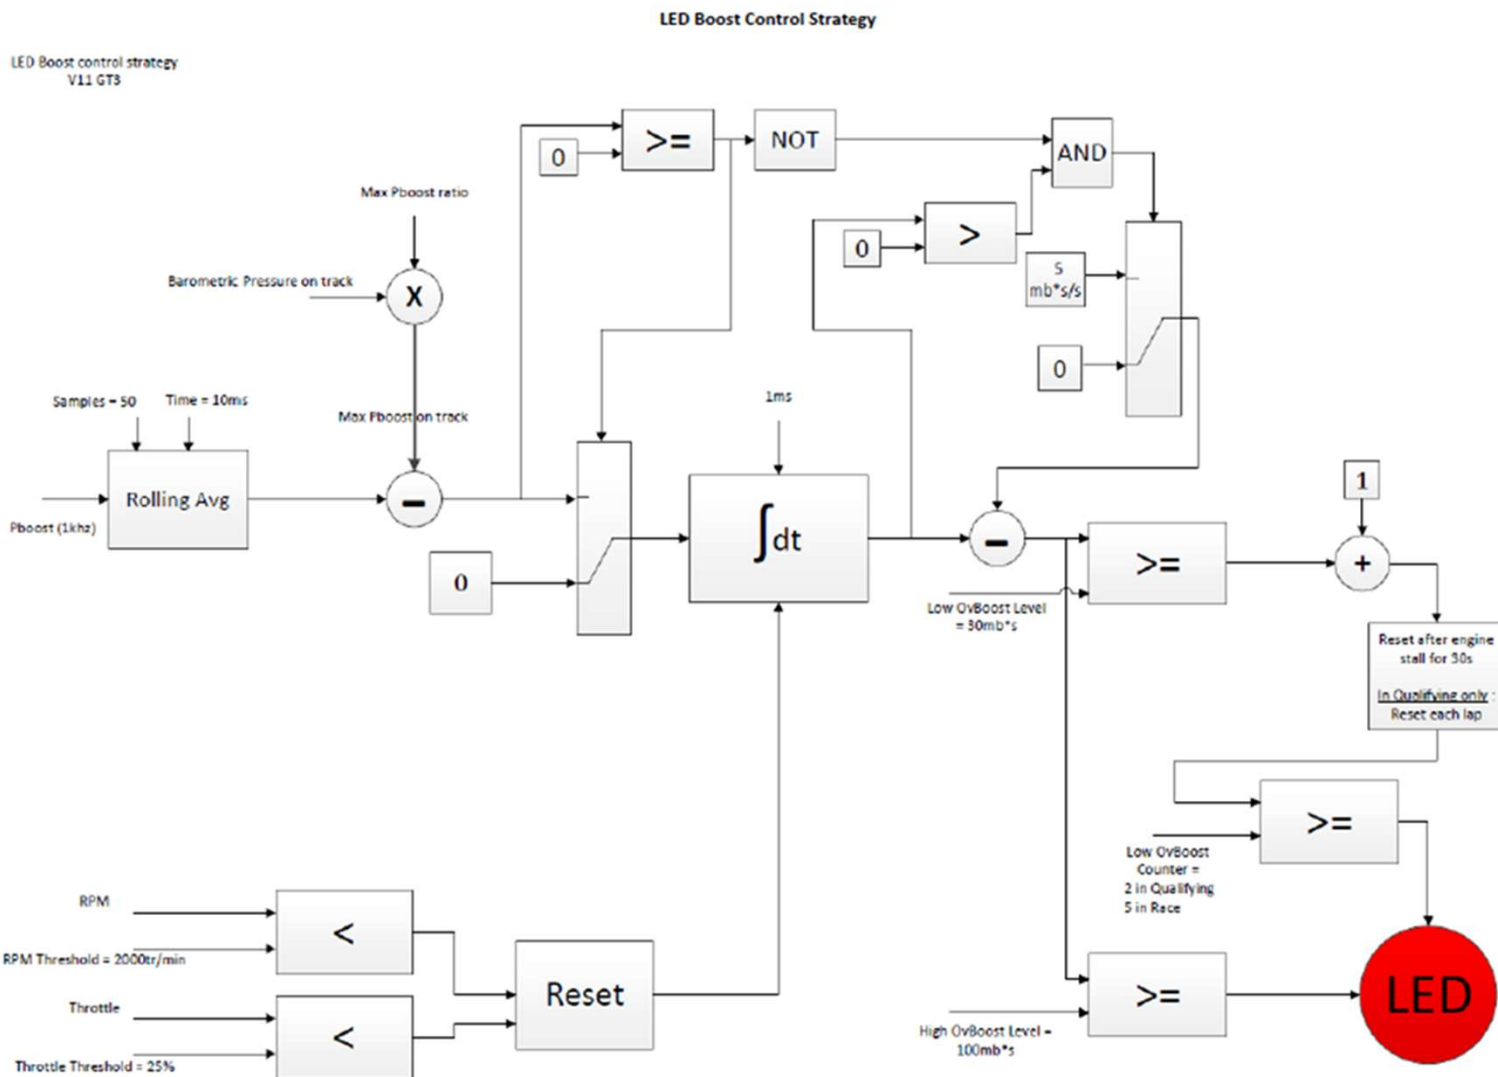 LED Boost Control Strategy
LED Boost control strategy
V11 GT3
>=
NOT
AND
0
Max Pboost ratio
>
0
Barometric Pressure on track
X
5
mb*s/s
0
Samples = 50
Time = 10ms
Max Pboost on track
1ms
Rolling Avg
-
Pboost (1khz)
∫dt
-
1
>=
+
0
Low OvBoost Level
= 30mb*s
Reset after engine
stall for 30s
In Qualifying only :
Reset each lap
>=
Low OvBoost
Counter =
2 in Qualifying
5 in Race
RPM
<
RPM Threshold = 2000tr/min
Reset
Throttle
<
Throttle Threshold = 25%
>=
High OvBoost Level =
100mb*s
LED